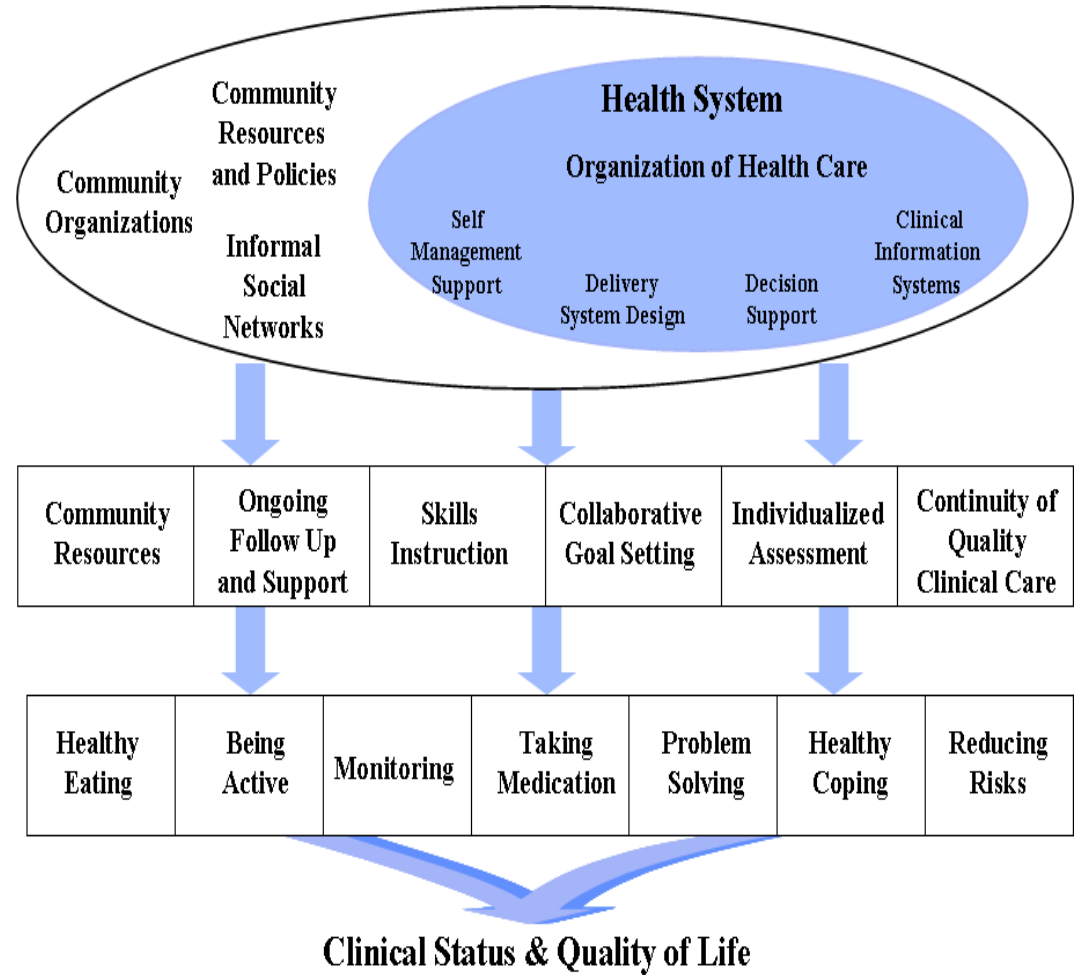 Community
Organizations
Community
Resources
and Policies
Informal
Social
Networks
Health System
Organization of Health Care
Self
Management
Support
Delivery
System Design
Decision
Support
Clinical
Information
Systems
Community
Resources
Ongoing
Follow Up
and Support
Skills
Instruction
Collaborative
Goal Setting
Individualized
Assessment
Continuity of
Quality
Clinical Care
Healthy
Eating
Being
Active
Monitoring
Taking
Medication
Problem
Solving
Healthy
Coping
Reducing
Risks
Clinical Status & Quality of Life